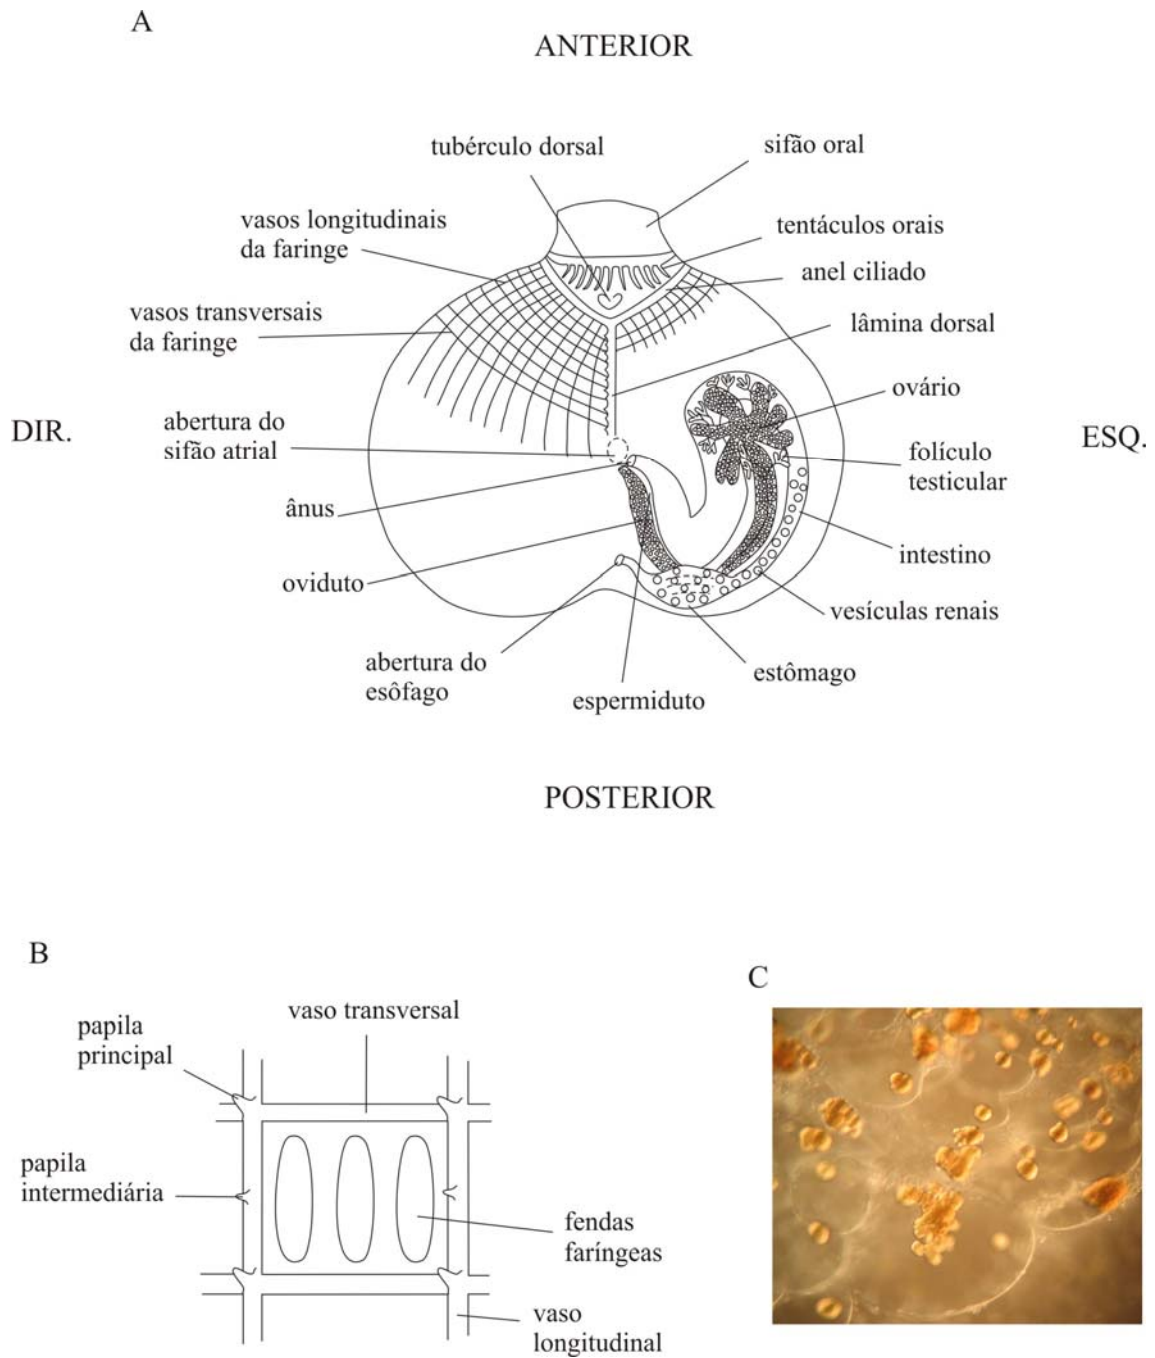 A
ANTERIOR
tubérculo dorsal
sifão oral
vasos longitudinais
da faringe
tentáculos orais
anel ciliado
vasos transversais
da faringe
lâmina dorsal
ovário
DIR.
abertura do
sifão atrial
ESQ.
folículo
testicular
ânus
intestino
oviduto
vesículas renais
abertura do
esôfago
estômago
espermiduto
POSTERIOR
B
C
vaso transversal
papila
principal
papila
intermediária
fendas
faríngeas
vaso
longitudinal